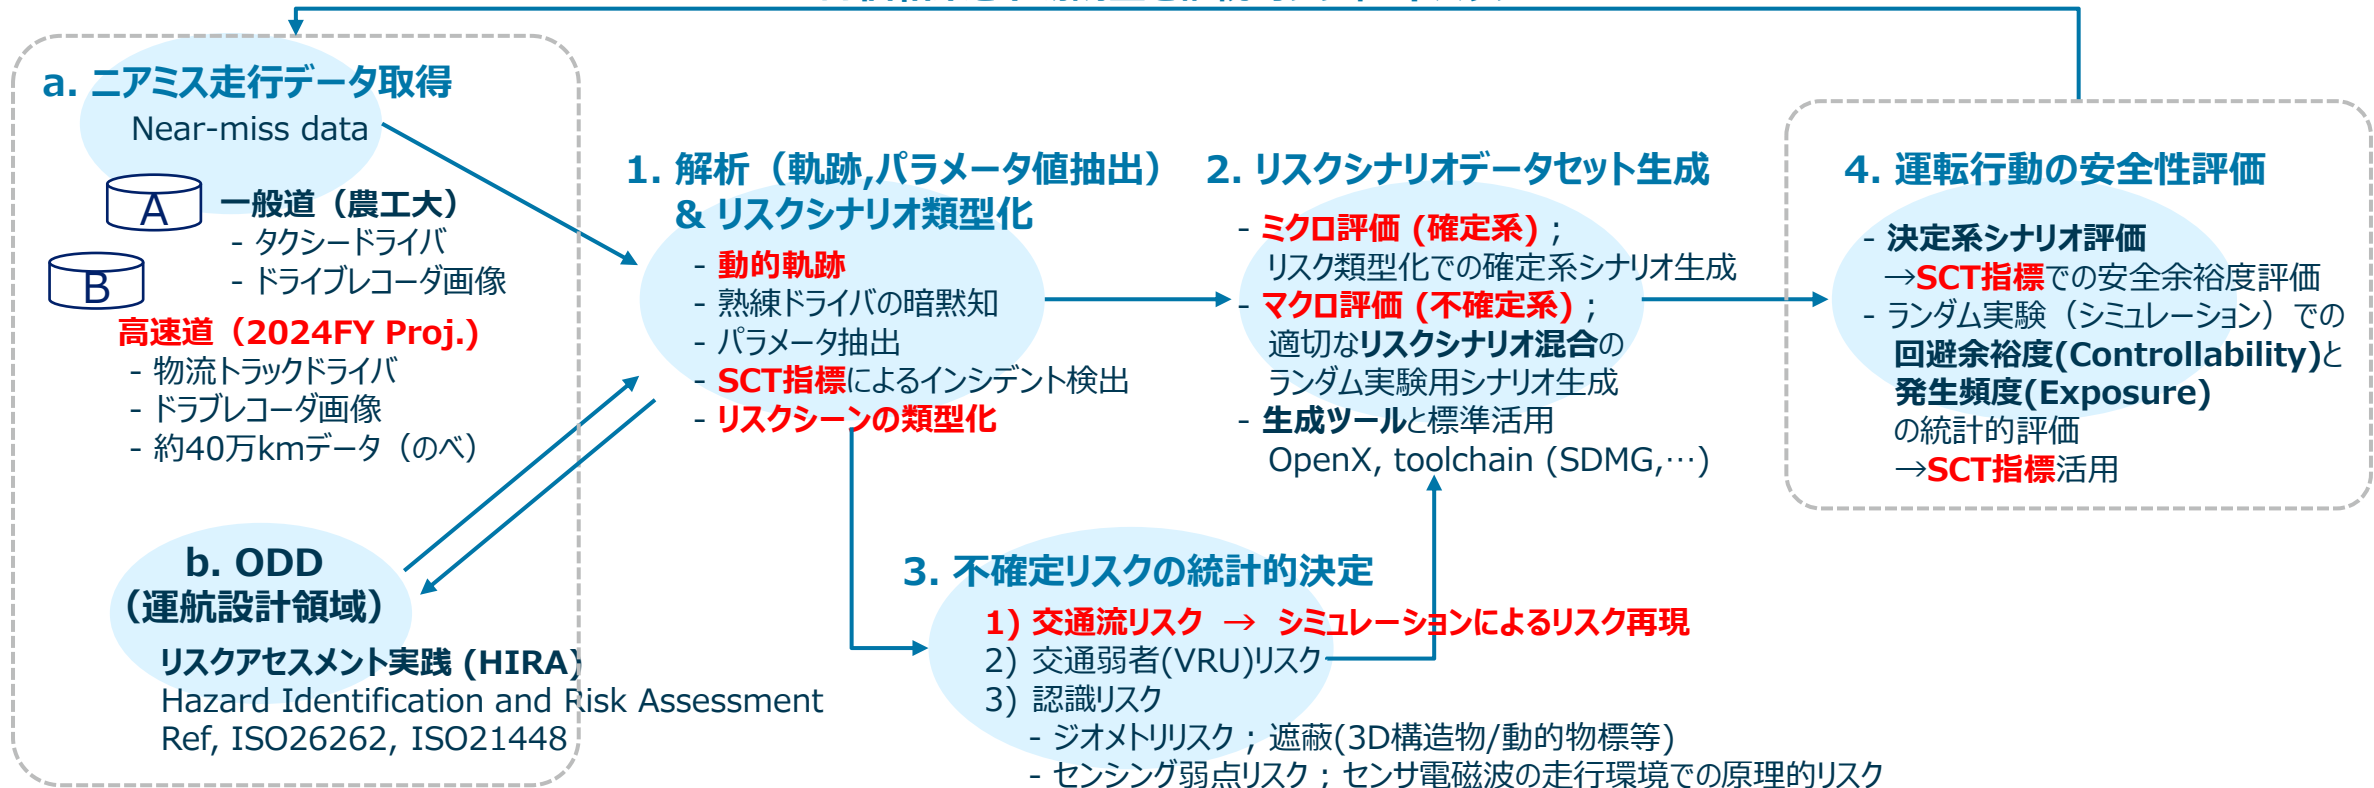 a. ニアミス走行データ取得
Near-miss data
A
一般道（農工大）
- タクシードライバ
- ドライブレコーダ画像
B
高速道（2024FY Proj.)
- 物流トラックドライバ
- ドラブレコーダ画像
- 約40万kmデータ（のべ）
b. ODD
（運航設計領域）
リスクアセスメント実践 (HIRA)
Hazard Identification and Risk Assessment
Ref, ISO26262, ISO21448
1. 解析（軌跡,パラメータ値抽出）
& リスクシナリオ類型化
- 動的軌跡
- 熟練ドライバの暗黙知
- パラメータ抽出
- SCT指標によるインシデント検出
- リスクシーンの類型化
2. リスクシナリオデータセット生成
- ミクロ評価 (確定系) ;
リスク類型化での確定系シナリオ生成
- マクロ評価 (不確定系) ;
適切なリスクシナリオ混合の
ランダム実験用シナリオ生成
- 生成ツールと標準活用
OpenX, toolchain (SDMG,…)
3. 不確定リスクの統計的決定
1) 交通流リスク → シミュレーションによるリスク再現
2) 交通弱者(VRU)リスク
3) 認識リスク
- ジオメトリリスク ; 遮蔽(3D構造物/動的物標等)
- センシング弱点リスク ; センサ電磁波の走行環境での原理的リスク
4. 運転行動の安全性評価
- 決定系シナリオ評価
→SCT指標での安全余裕度評価
- ランダム実験（シミュレーション）での
回避余裕度(Controllability)と
発生頻度(Exposure)
の統計的評価
→SCT指標活用